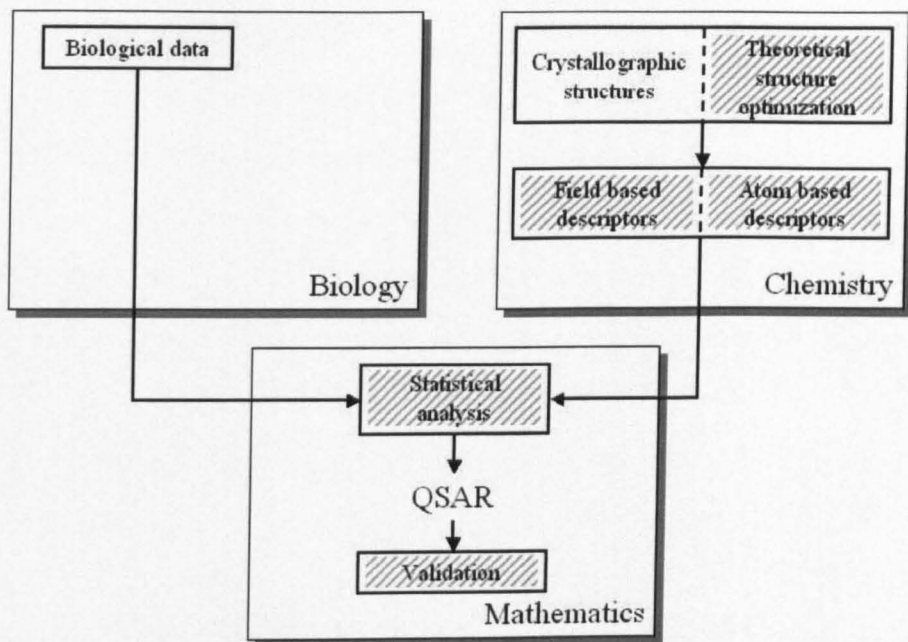 Biological data
Biology
Crystallographic
structures
Theoretical
structure
optimization
Field based
descriptors
Atom based
descriptors
Chemistry
Statistical
analysis
QSAR
Validation
Mathematics